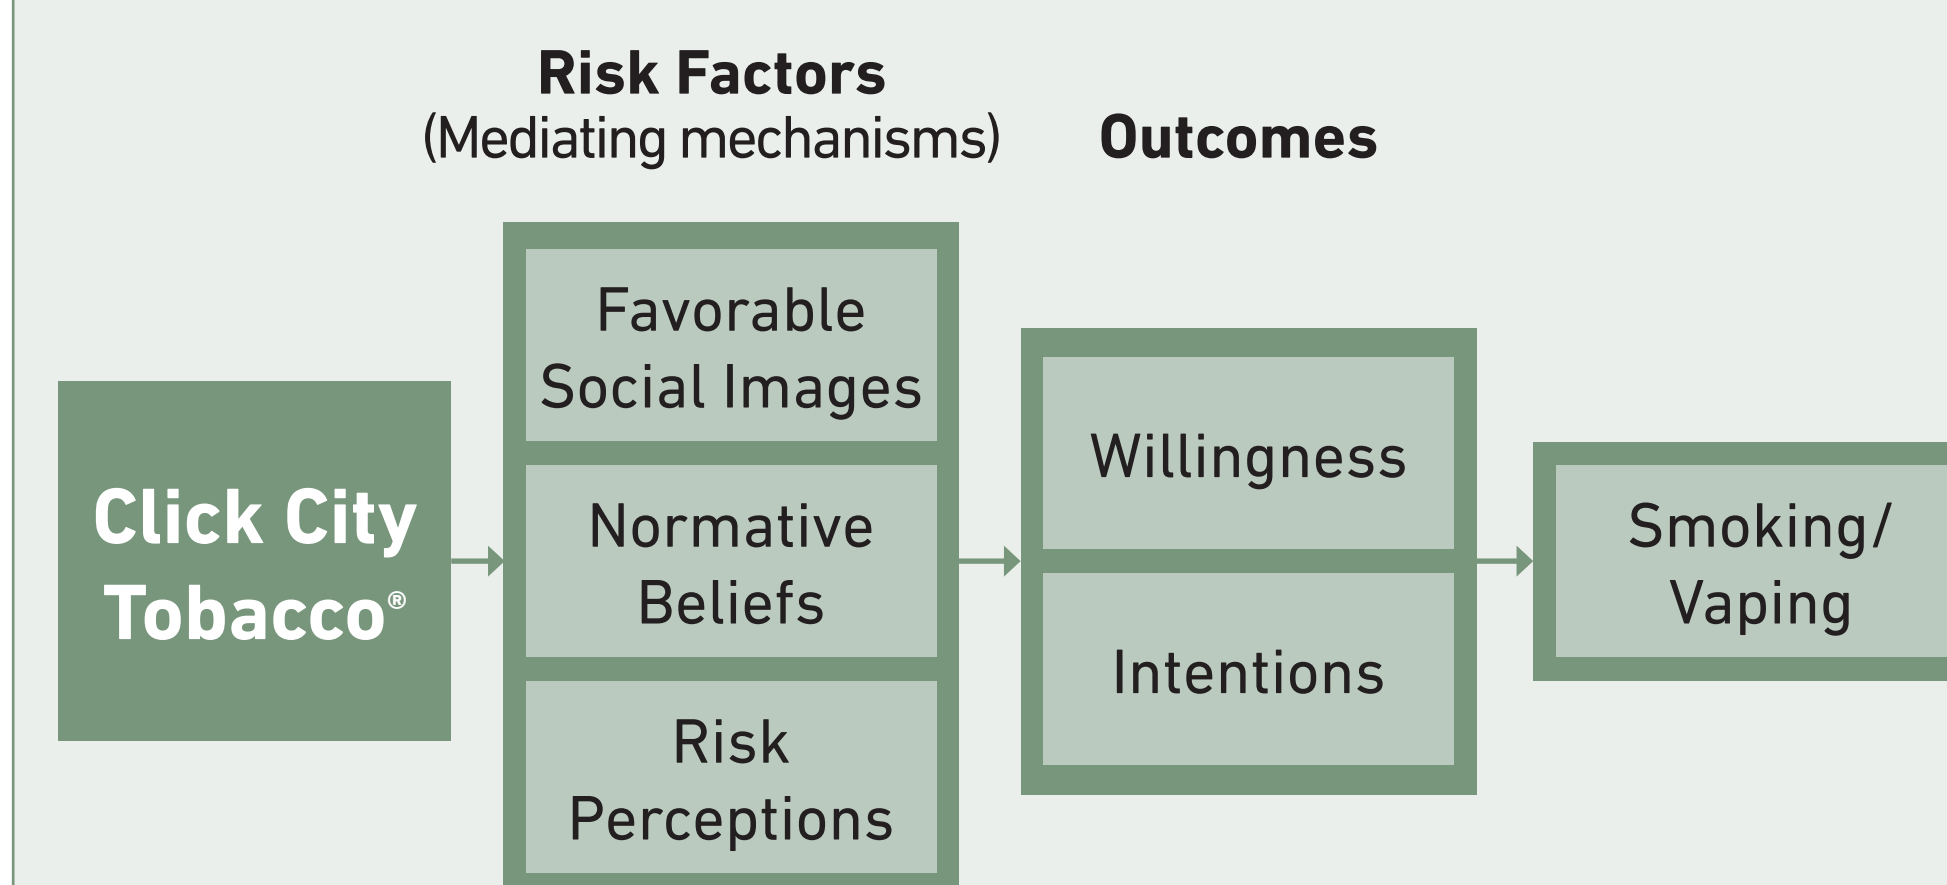 Risk Factors
(Mediating mechanisms)
Outcomes
Click City
Tobacco®
Favorable
Social Images
Normative
Beliefs
Risk
Perceptions
Willingness
Intentions
Smoking/
Vaping